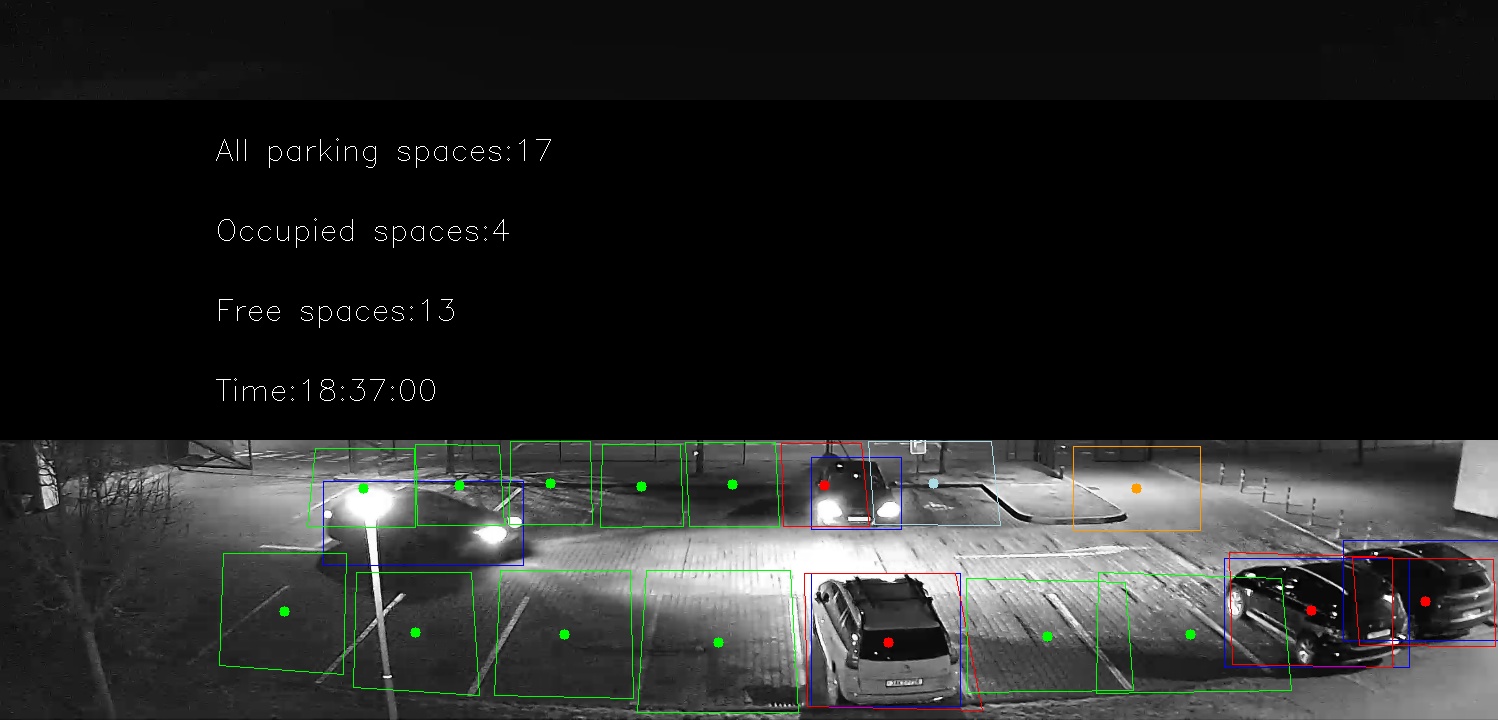 All parking spaces:17
Occupied spaces:4
Free spaces:13
Time:18:37:00
P